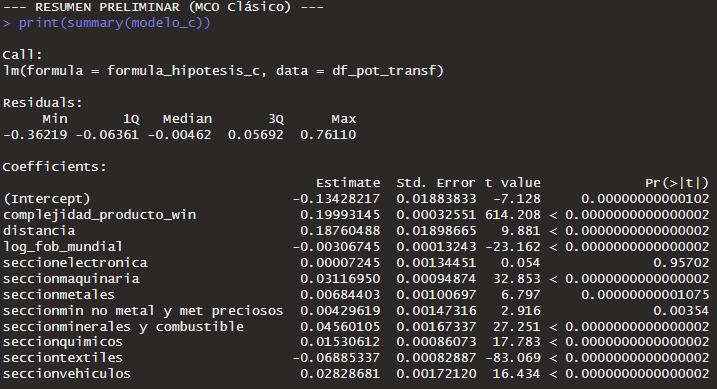 --- RESUMEN PRELIMINAR (MCO Clásico) ---
> print(summary(modelo_c))
Call:
lm(formula = formula_hipotesis_c, data = df_pot_transf)
Residuals:
     Min       1Q   Median       3Q      Max
-0.36219 -0.06361 -0.00462  0.05692  0.76110
Coefficients:
                                       Estimate  Std. Error t value             Pr(>|t|)
(Intercept)                         -0.13428217  0.01883833  -7.128     0.00000000000102
complejidad_producto_win             0.19993145  0.00032551 614.208 < 0.0000000000000002
distancia                            0.18760488  0.01898665   9.881 < 0.0000000000000002
log_fob_mundial                     -0.00306745  0.00013243 -23.162 < 0.0000000000000002
seccionelectronica                   0.00007245  0.00134451   0.054              0.95702
seccionmaquinaria                    0.03116950  0.00094874  32.853 < 0.0000000000000002
seccionmetales                       0.00684403  0.00100697   6.797     0.00000000001075
seccionmin no metal y met preciosos  0.00429619  0.00147316   2.916              0.00354
seccionminerales y combustible       0.04560105  0.00167337  27.251 < 0.0000000000000002
seccionquimicos                      0.01530612  0.00086073  17.783 < 0.0000000000000002
secciontextiles                     -0.06885337  0.00082887 -83.069 < 0.0000000000000002
seccionvehiculos                     0.02828681  0.00172120  16.434 < 0.0000000000000002